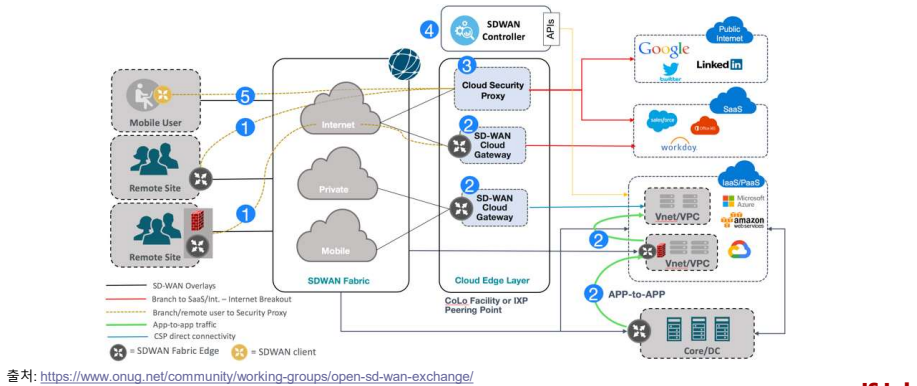 4
SDWAN
Controller
APIs
Public
Internet
Google
twitter
LinkedIn
3
Cloud Security
Proxy
5
Mobile User
1
Internet
2
SD-WAN
Cloud
Gateway
SaaS
salesforce
Office 365
workday
Remote Site
Private
2
SD-WAN
Cloud
Gateway
IaaS/PaaS
Vnet/VPC
Microsoft
Azure
amazon
webservices
1
Remote Site
Mobile
2
Vnet/VPC
SDWAN Fabric
Cloud Edge Layer
CoLo Facility or IXP
Peering Point
2 APP-to-APP
Core/DC
SD-WAN Overlays
Branch to SaaS/Int. – Internet Breakout
Branch/remote user to Security Proxy
App-to-app traffic
CSP direct connectivity
= SDWAN Fabric Edge
= SDWAN client
출처: https://www.onug.net/community/working-groups/open-sd-wan-exchange/